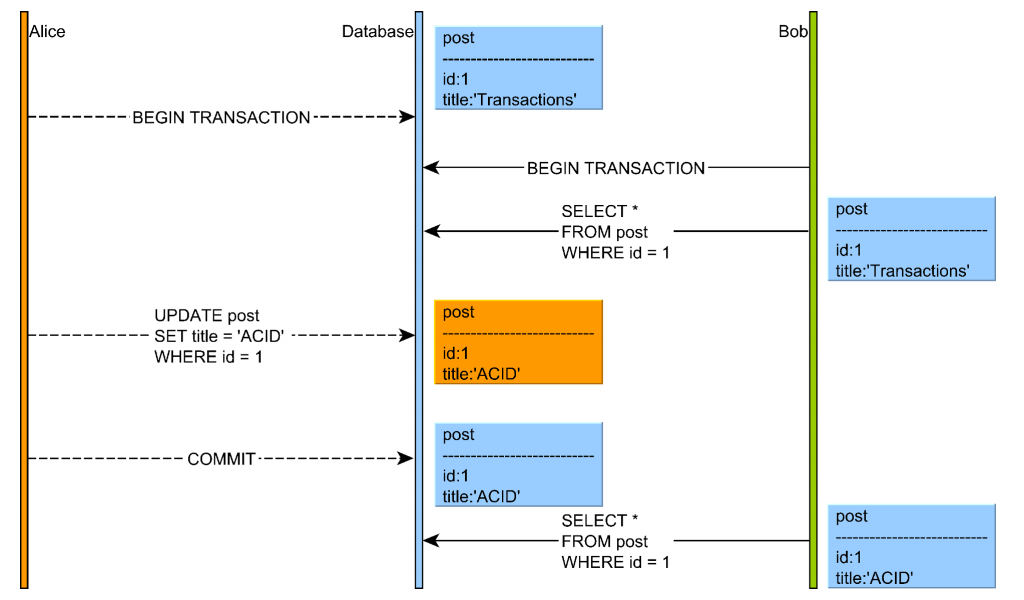 Alice
Database
Bob
post
----------------------------
id:1
title:'Transactions'
BEGIN TRANSACTION
BEGIN TRANSACTION
SELECT *
FROM post
WHERE id = 1
post
----------------------------
id:1
title:'Transactions'
UPDATE post
SET title = 'ACID'
WHERE id = 1
post
----------------------------
id:1
title:'ACID'
COMMIT
post
----------------------------
id:1
title:'ACID'
SELECT *
FROM post
WHERE id = 1
post
----------------------------
id:1
title:'ACID'